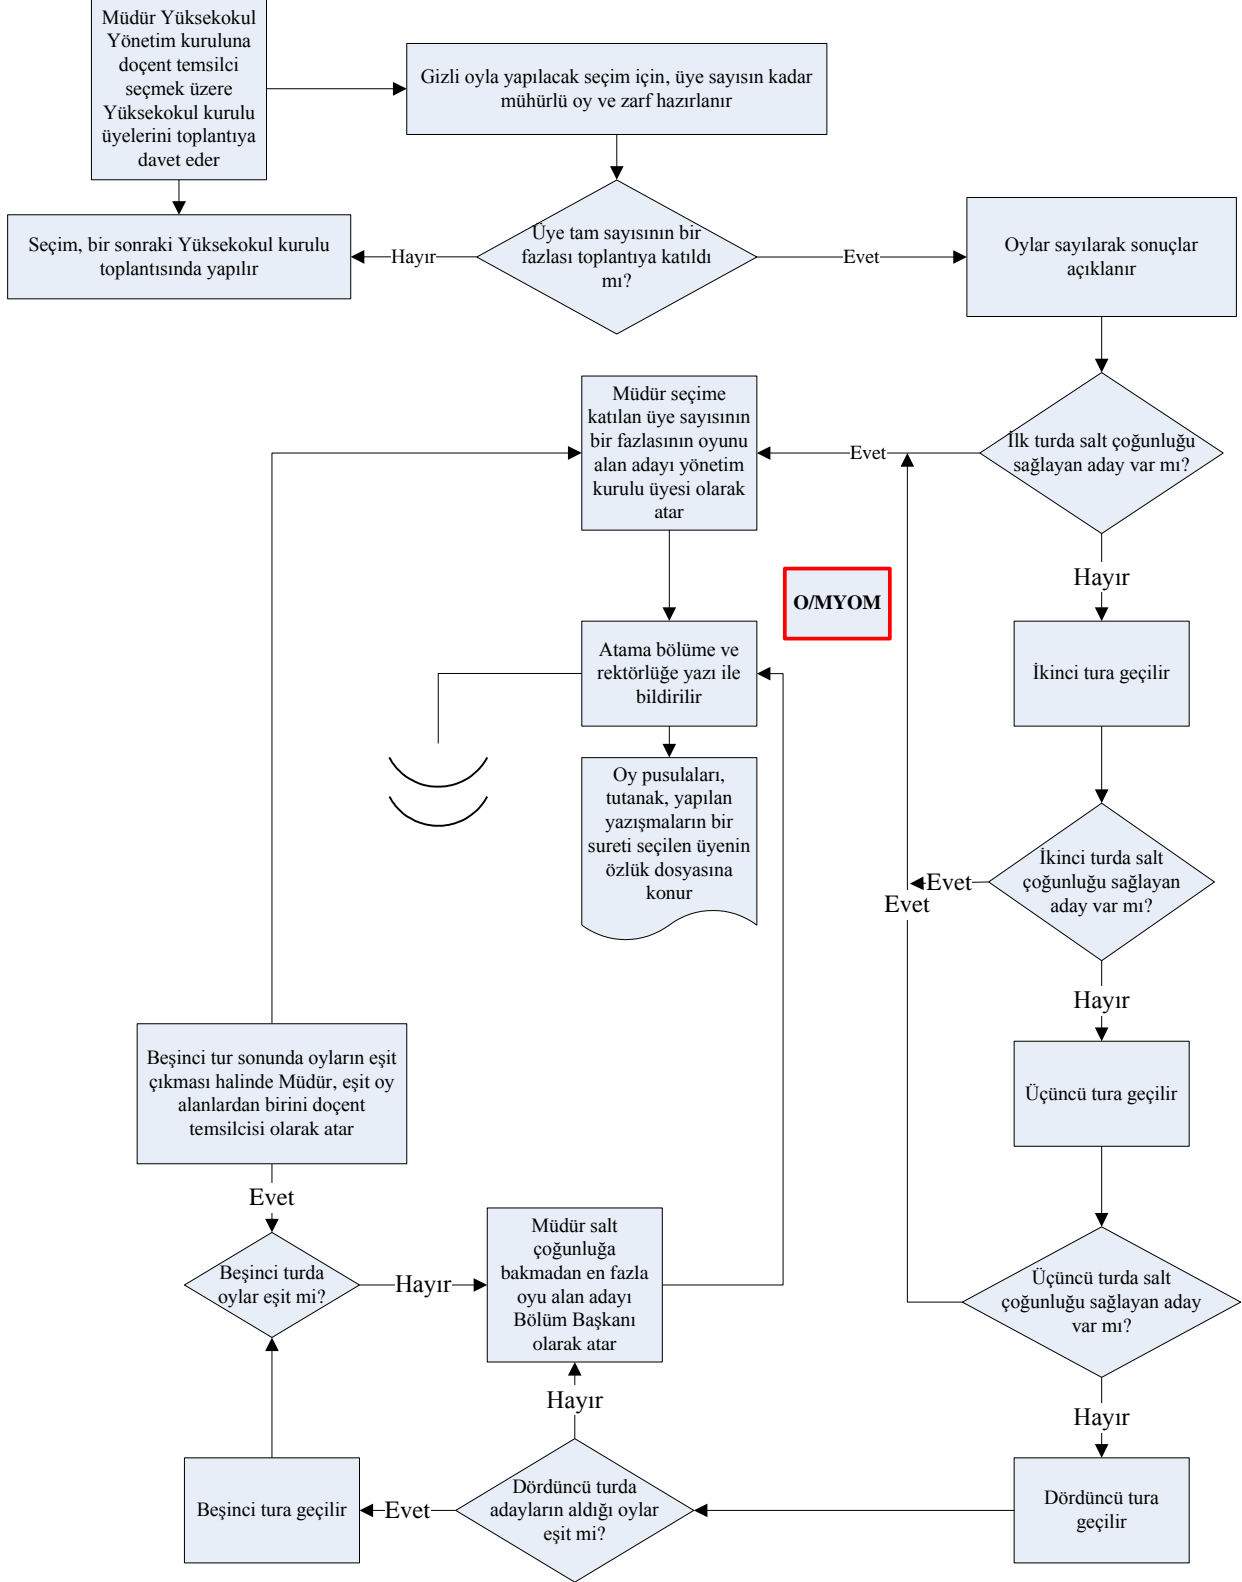 Müdür Yüksekokul
Yönetim kuruluna
doçent temsilci
seçmek üzere
Yüksekokul kurulu
üyelerini toplantıya
davet eder
Gizli oyla yapılacak seçim için, üye sayısın kadar
mühürlü oy ve zarf hazırlanır
Seçim, bir sonraki Yüksekokul kurulu
toplantısında yapılır
Hayır
Üye tam sayısının bir
fazlası toplantıya katıldı
mı?
Evet
Oylar sayılarak sonuçlar
açıklanır
Müdür seçime
katılan üye sayısının
bir fazlasının oyunu
alan adayı yönetim
kurulu üyesi olarak
atar
Evet
İlk turda salt çoğunluğu
sağlayan aday var mı?
Hayır
O/MYOM
Atama bölüme ve
rektörlüğe yazı ile
bildirilir
İkinci tura geçilir
Oy pusulaları,
tutanak, yapılan
yazışmaların bir
sureti seçilen üyenin
özlük dosyasına
konur
Evet
Evet
İkinci turda salt
çoğunluğu sağlayan
aday var mı?
Hayır
Beşinci tur sonunda oyların eşit
çıkması halinde Müdür, eşit oy
alanlardan birini doçent
temsilcisi olarak atar
Üçüncü tura geçilir
Evet
Beşinci turda
oylar eşit mi?
Hayır
Müdür salt
çoğunluğa
bakmadan en fazla
oyu alan adayı
Bölüm Başkanı
olarak atar
Üçüncü turda salt
çoğunluğu sağlayan aday
var mı?
Hayır
Hayır
Beşinci tura geçilir
Evet
Dördüncü turda
adayların aldığı oylar
eşit mi?
Dördüncü tura
geçilir